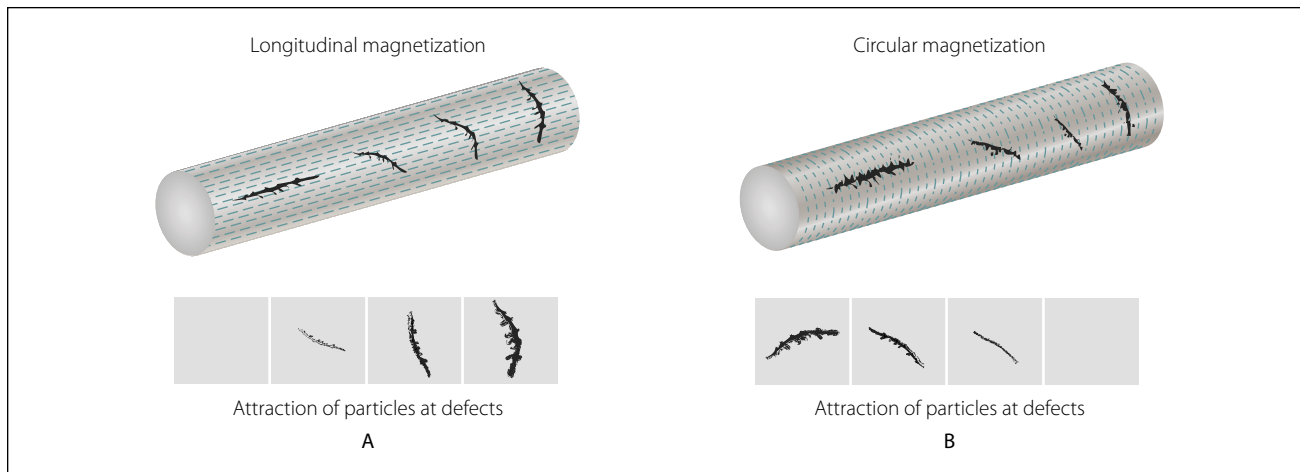 Longitudinal magnetization
Circular magnetization
Attraction of particles at defects
Attraction of particles at defects
A
B